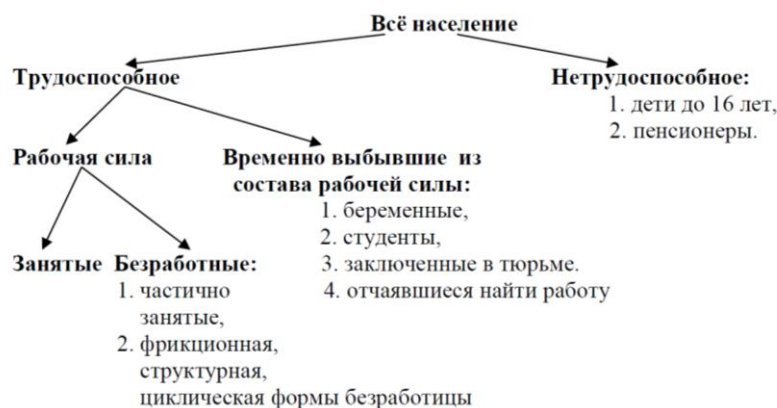 Всё население
Трудоспособное
Нетрудоспособное:
1. дети до 16 лет,
2. пенсионеры.
Рабочая сила
Временно выбывшие из
состава рабочей силы:
1. беременные,
2. студенты,
3. заключенные в тюрьме.
4. отчаявшиеся найти работу
Занятые
Безработные:
1. частично
занятые,
2. фрикционная,
структурная,
циклическая формы безработицы